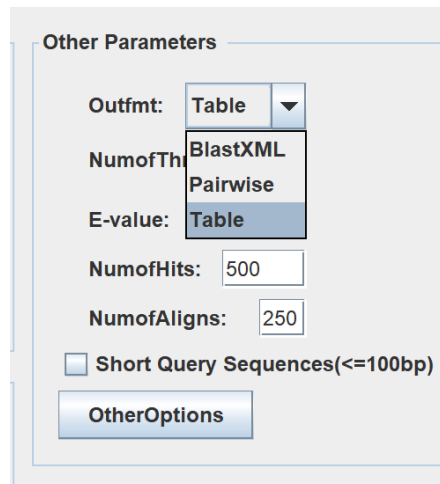 Other Parameters
Outfmt: Table
BlastXML
NumofThr
Pairwise
E-value: Table
NumofHits: 500
NumofAligns: 250
Short Query Sequences(<=100bp)
OtherOptions